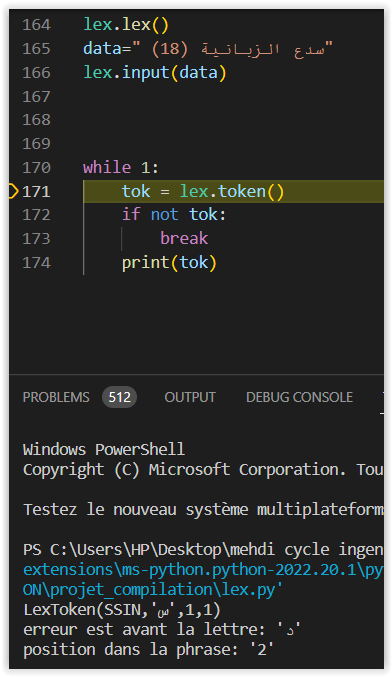 164 lex.lex()
165 data=" سدع الزبانية (18)"
166 lex.input(data)
167
168
169
170 while 1:
171 tok = lex.token()
172 if not tok:
173 break
174 print(tok)
PROBLEMS 512 OUTPUT DEBUG CONSOLE
Windows PowerShell
Copyright (C) Microsoft Corporation. Tou
Testez le nouveau système multiplateform
PS C:\Users\HP\Desktop\mehdi cycle ingen
extensions\ms-python.python-2022.20.1\py
ON\projet_compilation\lex.py'
LexToken(SSIN,'س',1,1)
erreur est avant la lettre: 'د'
position dans la phrase: '2'